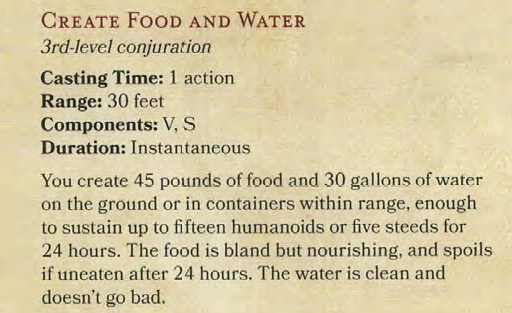 CREATE FOOD AND WATER
3rd-level conjuration
Casting Time: 1 action
Range: 30 feet
Components: V, S
Duration: Instantaneous
You create 45 pounds of food and 30 gallons of water
on the ground or in containers within range, enough
to sustain up to fifteen humanoids or five steeds for
24 hours. The food is bland but nourishing, and spoils
if uneaten after 24 hours. The water is clean and
doesn't go bad.